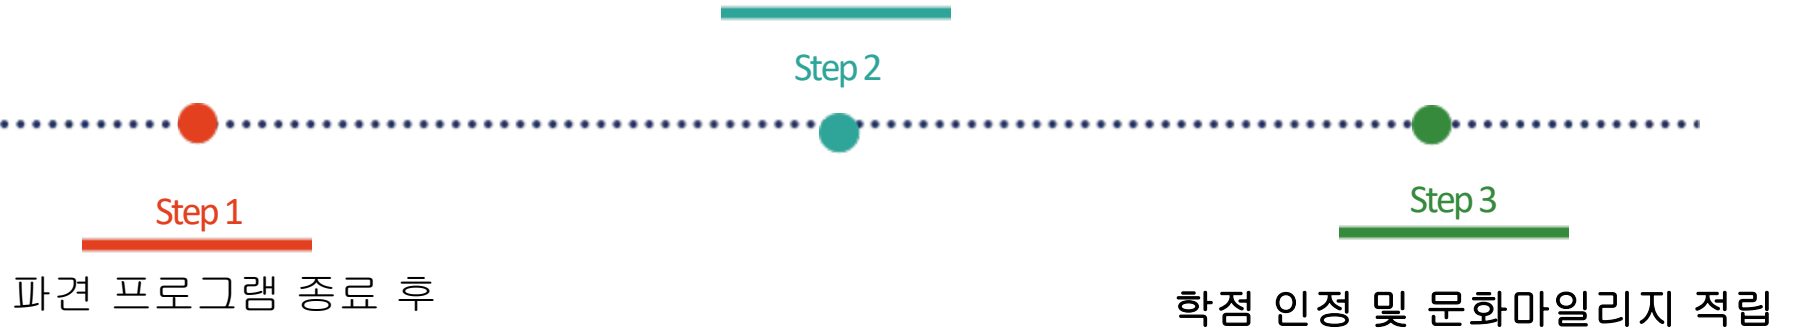 Step 2
Step 1
파견 프로그램 종료 후
Step 3
학점 인정 및 문화마일리지 적립